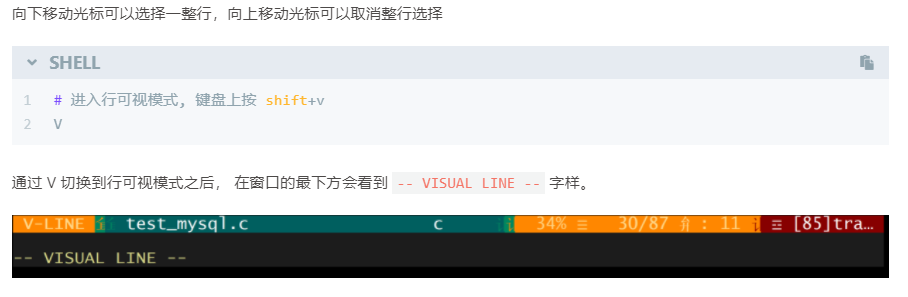 向下移动光标可以选择一整行，向上移动光标可以取消整行选择
SHELL
1 # 进入行可视模式, 键盘上按 shift+v
2 V
通过 V 切换到行可视模式之后， 在窗口的最下方会看到 -- VISUAL LINE -- 字样。
V-LINE test_mysql.c c 34% ☰ 30/87 : 11 ☲ [85]tra…
-- VISUAL LINE --